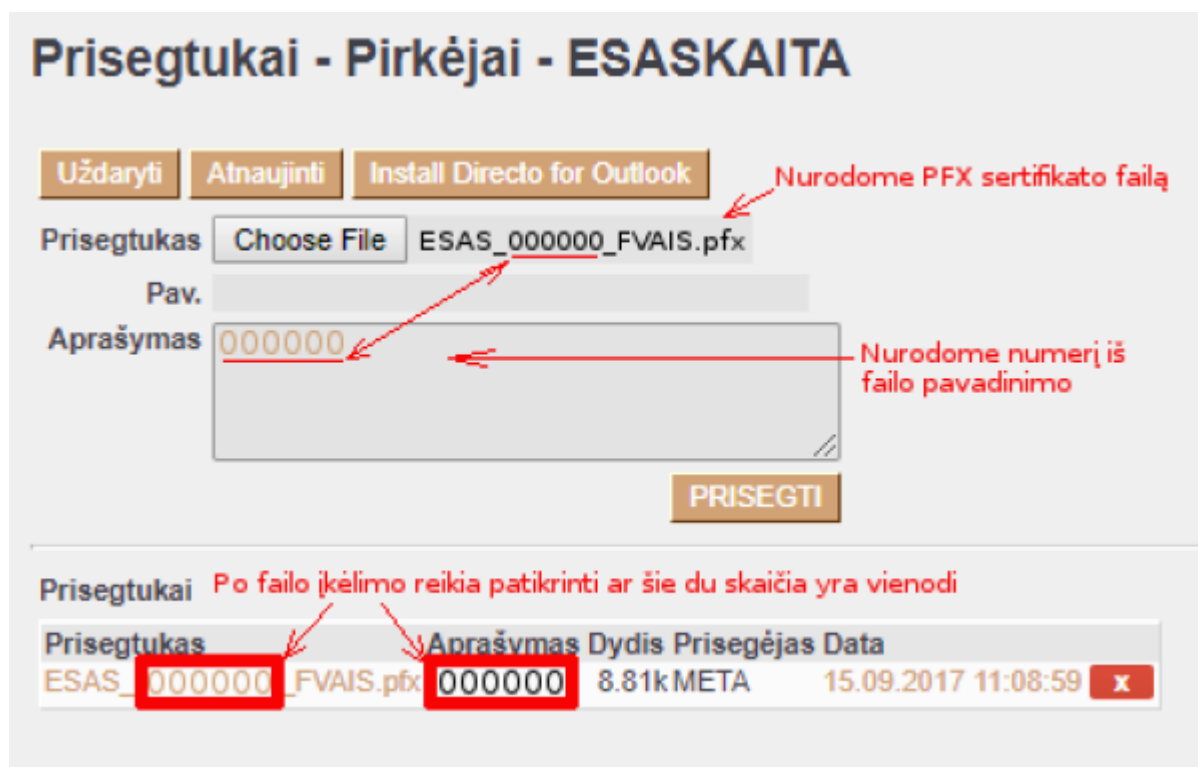 Prisegtukai - Pirkėjai - ESASKAITA
Uždaryti Atnaujinti Install Directo for Outlook
Nurodome PFX sertifikato failą
Prisegtukas Choose File ESAS_000000_FVAIS.pfx
Pav.
Aprašymas 000000
Nurodome numerį iš
failo pavadinimo
PRISEGTI
Prisegtukai Po failo įkėlimo reikia patikrinti ar šie du skaičia yra vienodi
Prisegtukas Aprašymas Dydis Prisegėjas Data
ESAS_000000_FVAIS.pfx 000000 8.81k META 15.09.2017 11:08:59 x